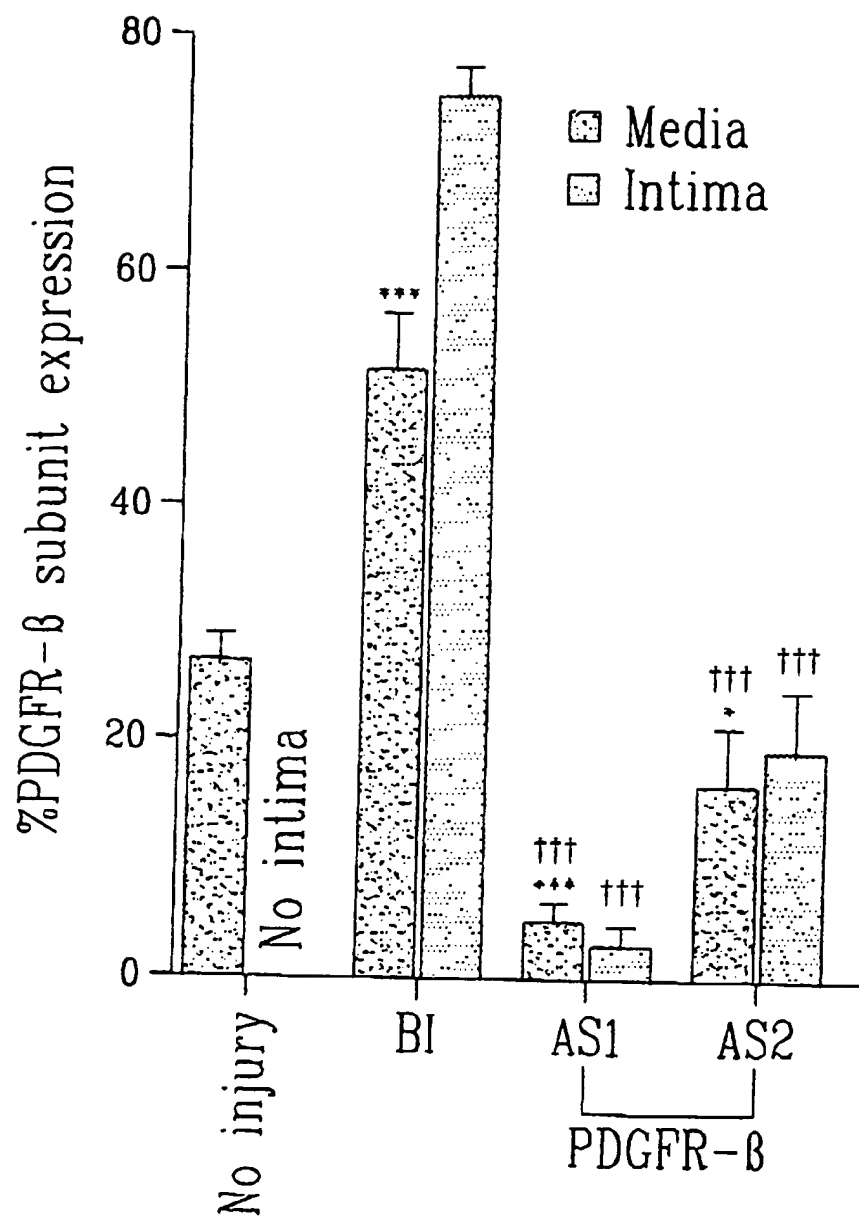 %PDGFR-β subunit expression
80
60
40
20
0
Media
Intima
***
†††
***
†††
†††
*
†††
No intima
No injury
BI
AS1
AS2
PDGFR-β